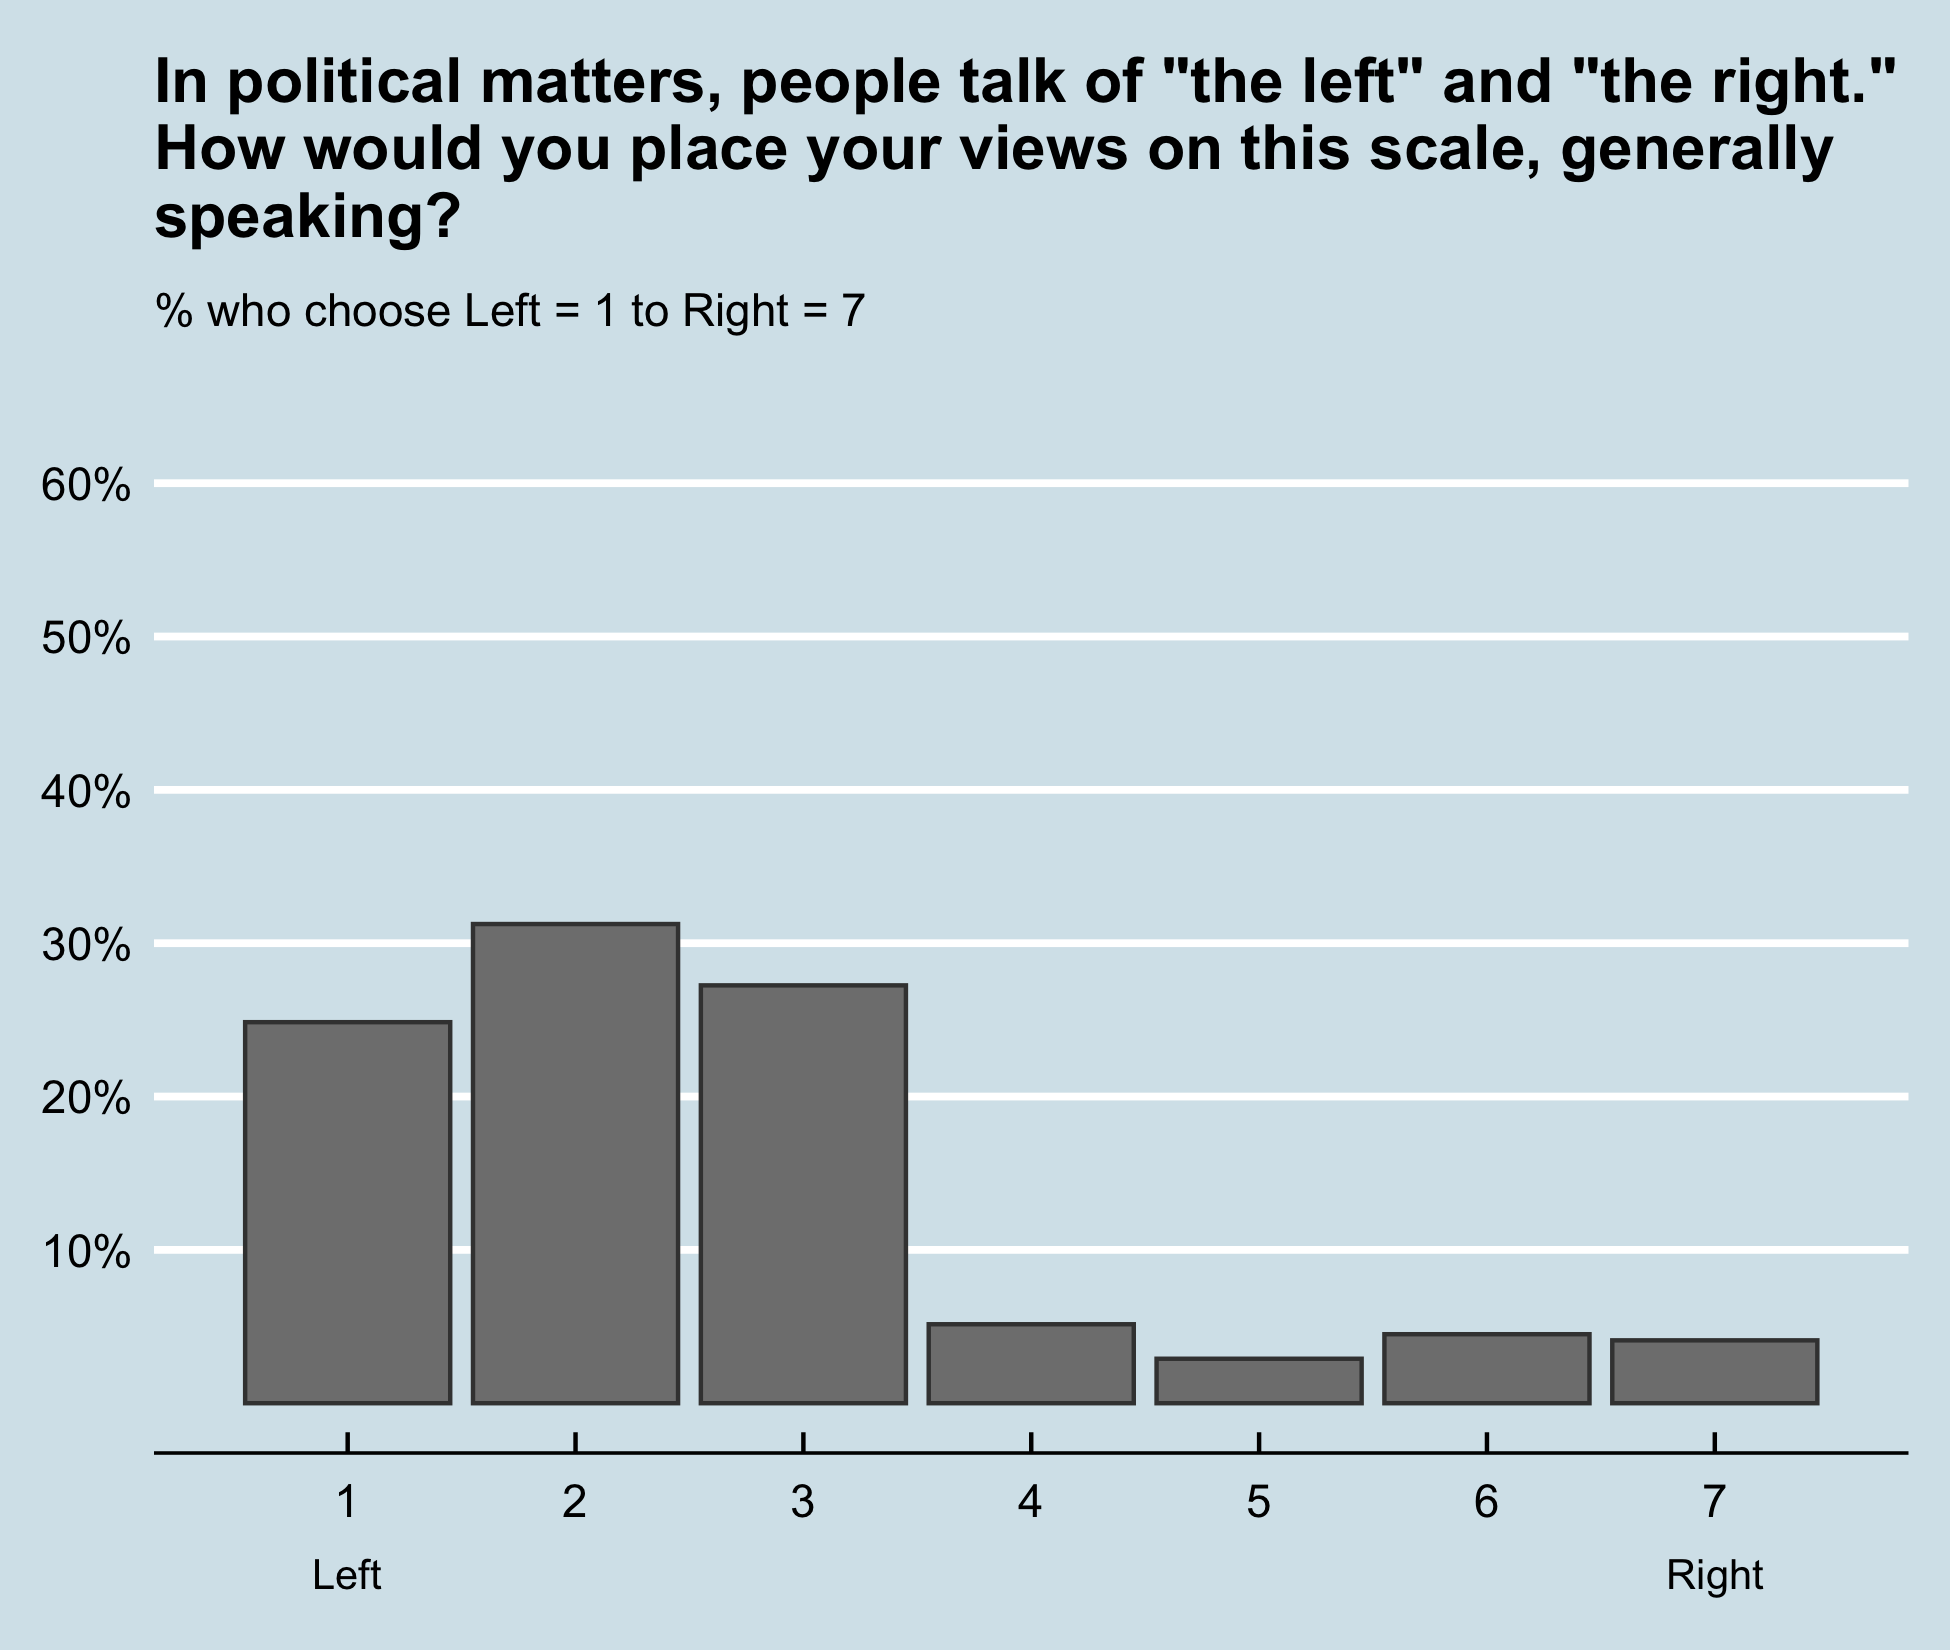 In political matters, people talk of "the left" and "the right."
How would you place your views on this scale, generally
speaking?
% who choose Left = 1 to Right = 7
60%
50%
40%
30%
20%
10%
1 2 3 4 5 6 7
Left Right